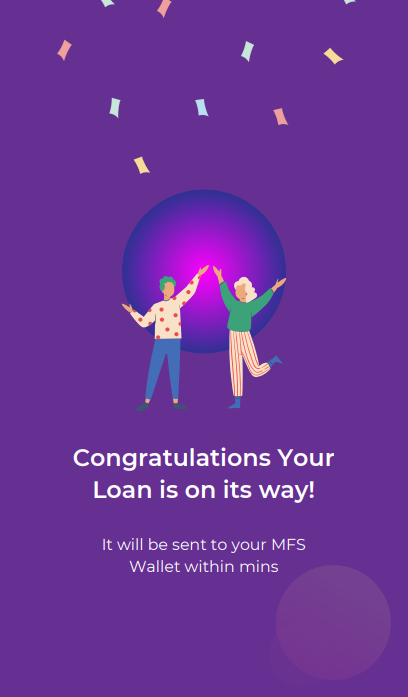 Congratulations Your
Loan is on its way!
It will be sent to your MFS
Wallet within mins